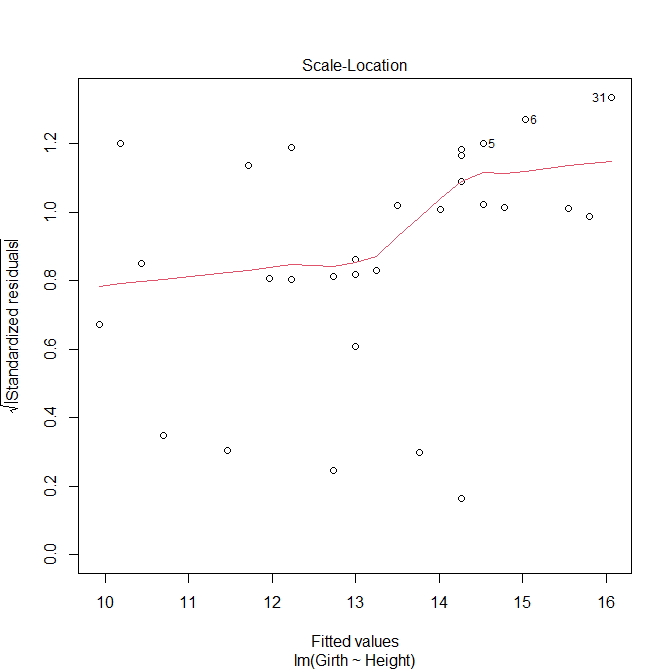 Scale-Location
√|Standardized residuals|
0.0 0.2 0.4 0.6 0.8 1.0 1.2
31
6
5
10 11 12 13 14 15 16
Fitted values
lm(Girth ~ Height)